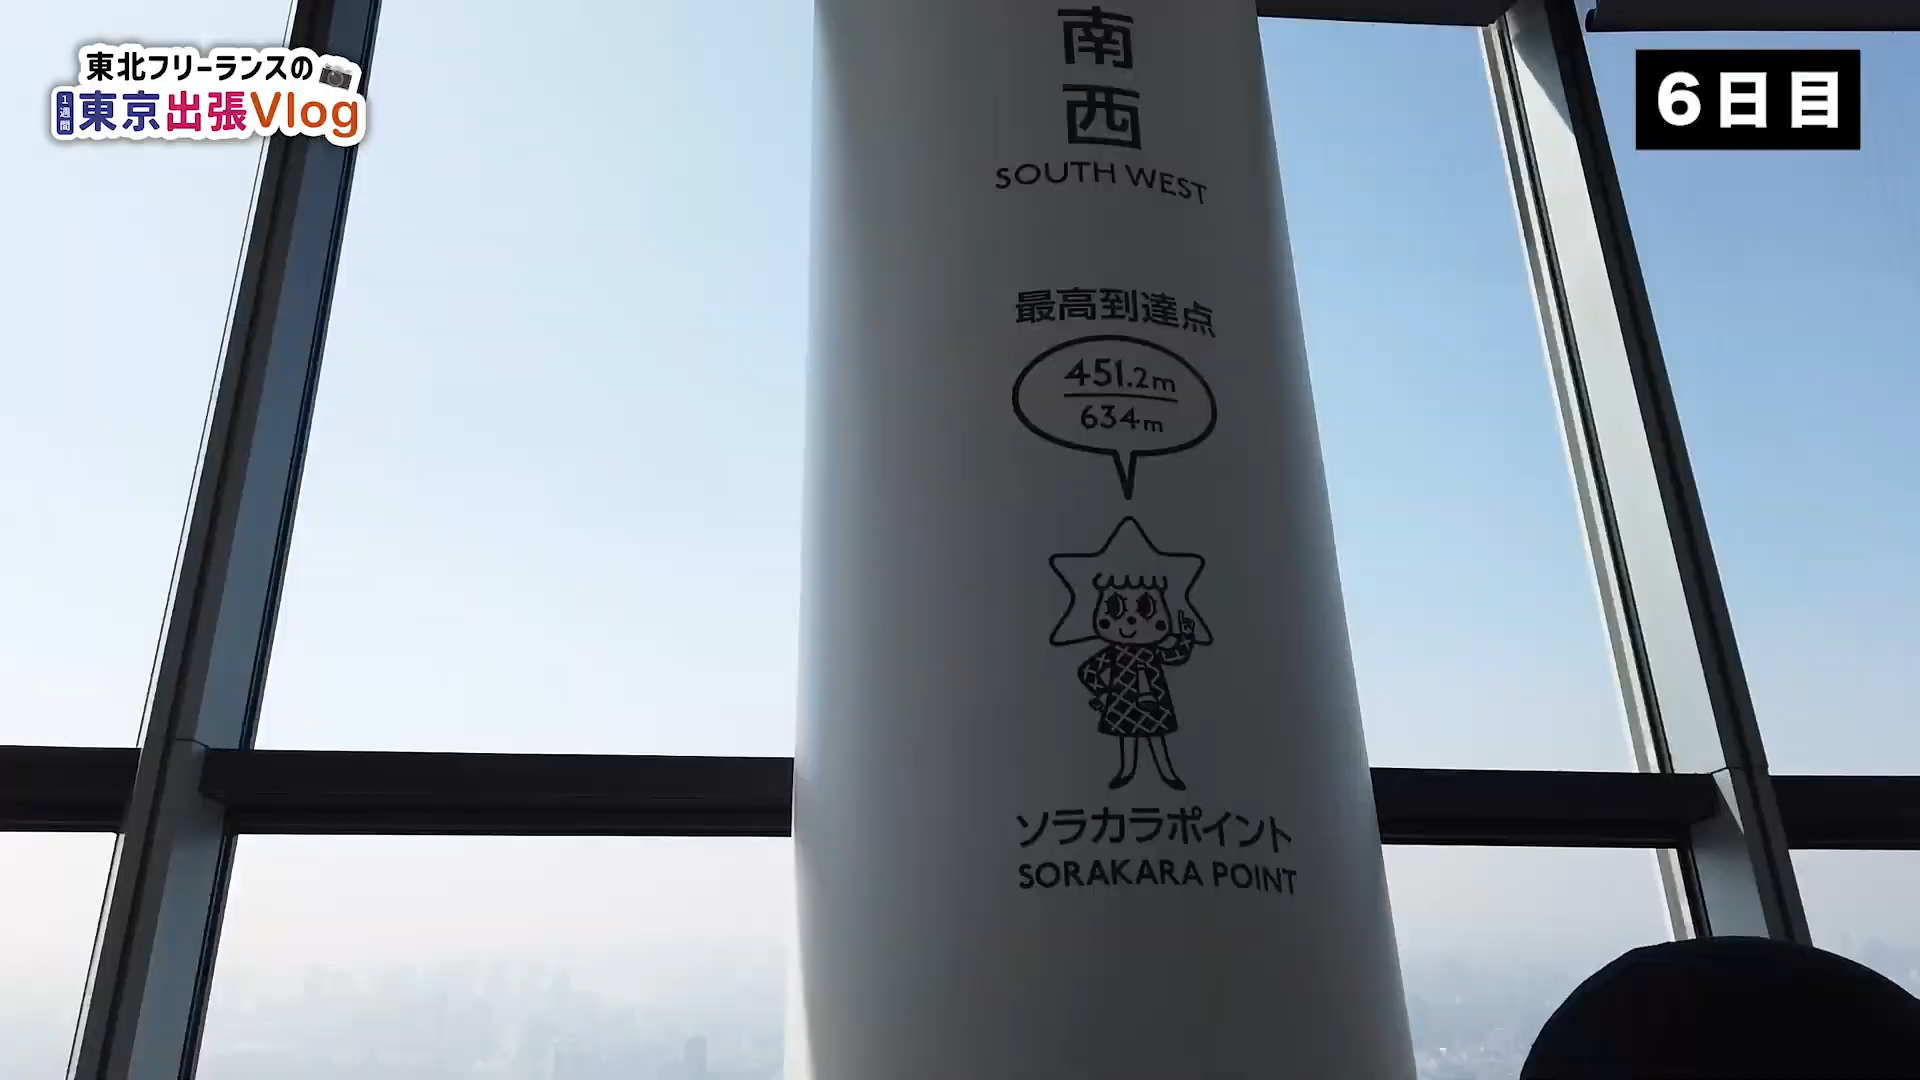 東北フリーランスの
1週間
東京出張Vlog
6日目
南西
SOUTH WEST
最高到達点
451.2m
634m
ソラカラポイント
SORAKARA POINT